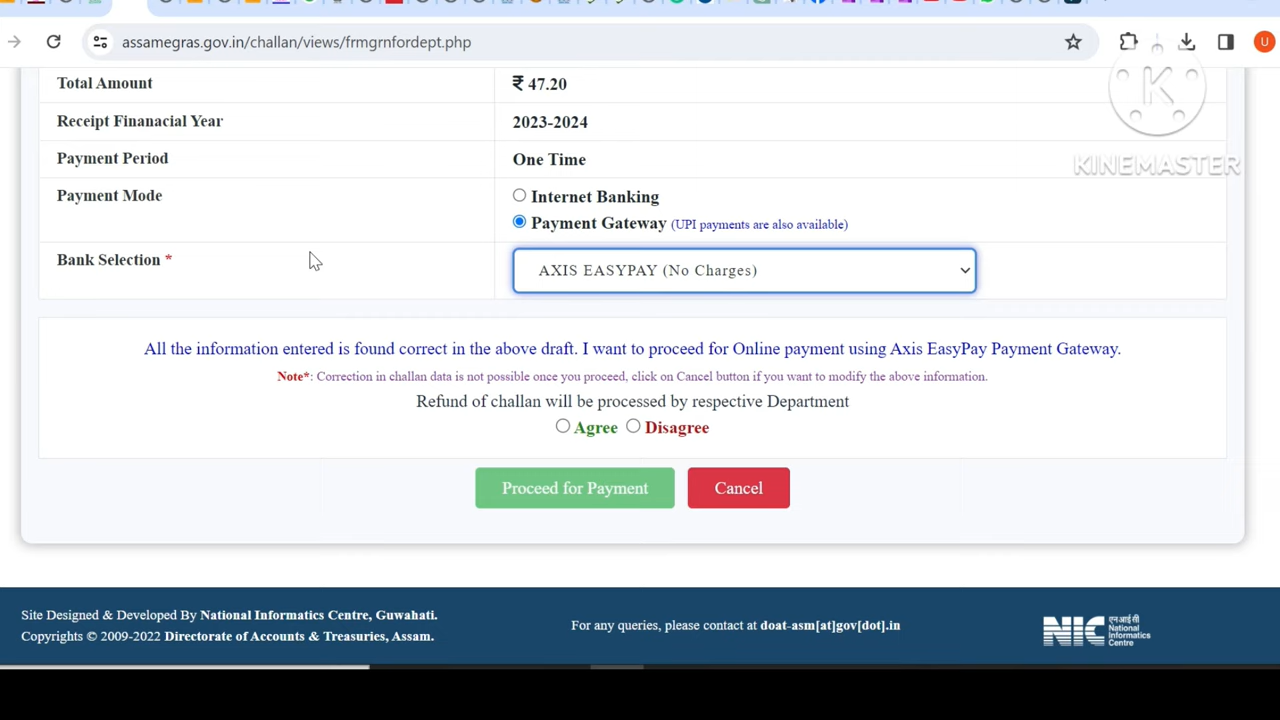 assamegras.gov.in/challan/views/frmgrnfordept.php
U
K
KINEMASTER
Total Amount
₹ 47.20
Receipt Finanacial Year
2023-2024
Payment Period
One Time
Payment Mode
Internet Banking
Payment Gateway (UPI payments are also available)
Bank Selection *
AXIS EASYPAY (No Charges)
All the information entered is found correct in the above draft. I want to proceed for Online payment using Axis EasyPay Payment Gateway.
Note*: Correction in challan data is not possible once you proceed, click on Cancel button if you want to modify the above information.
Refund of challan will be processed by respective Department
Agree Disagree
Proceed for Payment Cancel
Site Designed & Developed By National Informatics Centre, Guwahati.
Copyrights © 2009-2022 Directorate of Accounts & Treasuries, Assam.
For any queries, please contact at doat-asm[at]gov[dot].in
NIC
एन आई सी
National
Informatics
Centre